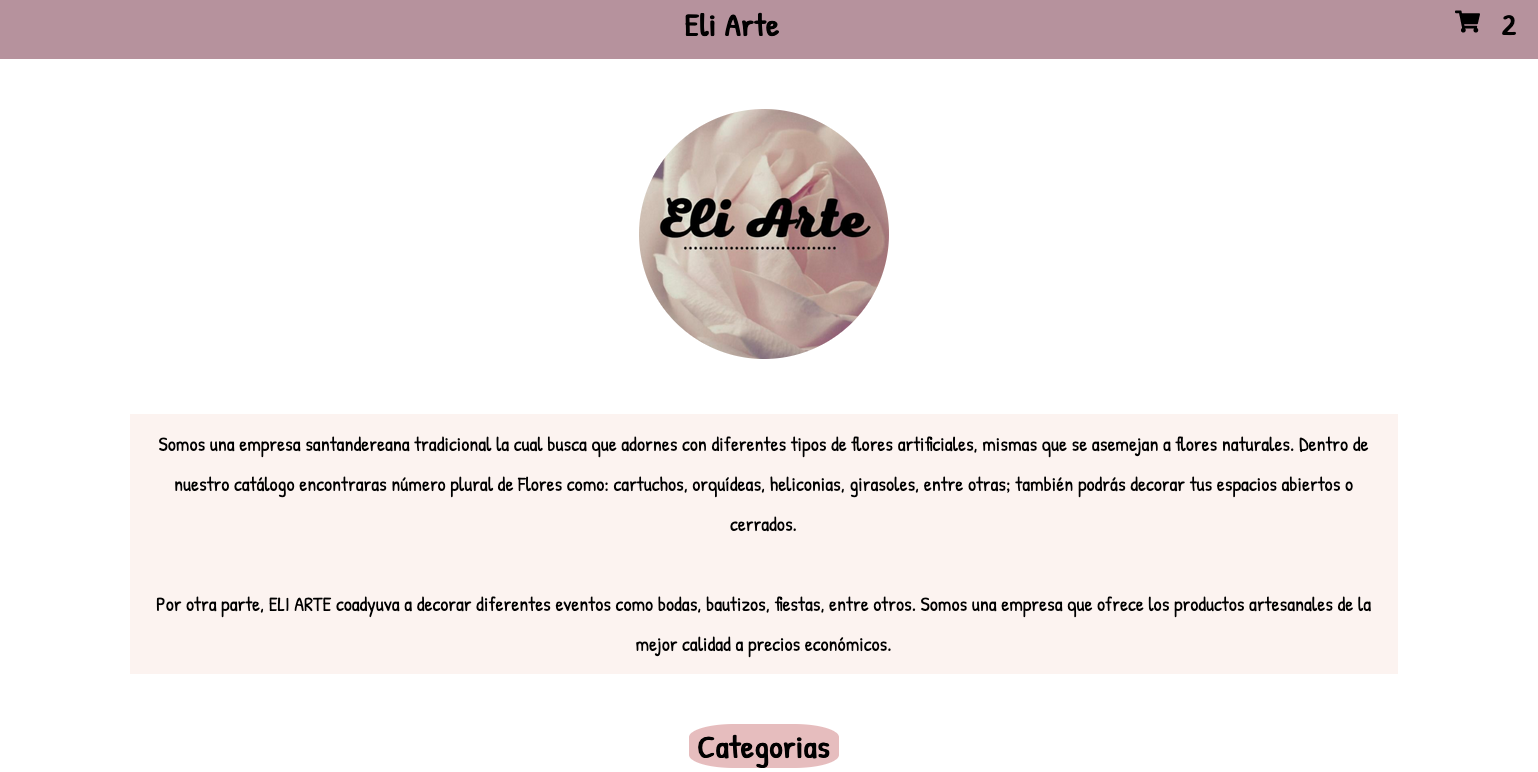 Eli Arte
2
Eli Arte
Somos una empresa santandereana tradicional la cual busca que adornes con diferentes tipos de flores artificiales, mismas que se asemejan a flores naturales. Dentro de
nuestro catálogo encontraras número plural de Flores como: cartuchos, orquídeas, heliconias, girasoles, entre otras; también podrás decorar tus espacios abiertos o
cerrados.
Por otra parte, ELI ARTE coadyuva a decorar diferentes eventos como bodas, bautizos, fiestas, entre otros. Somos una empresa que ofrece los productos artesanales de la
mejor calidad a precios económicos.
Categorias